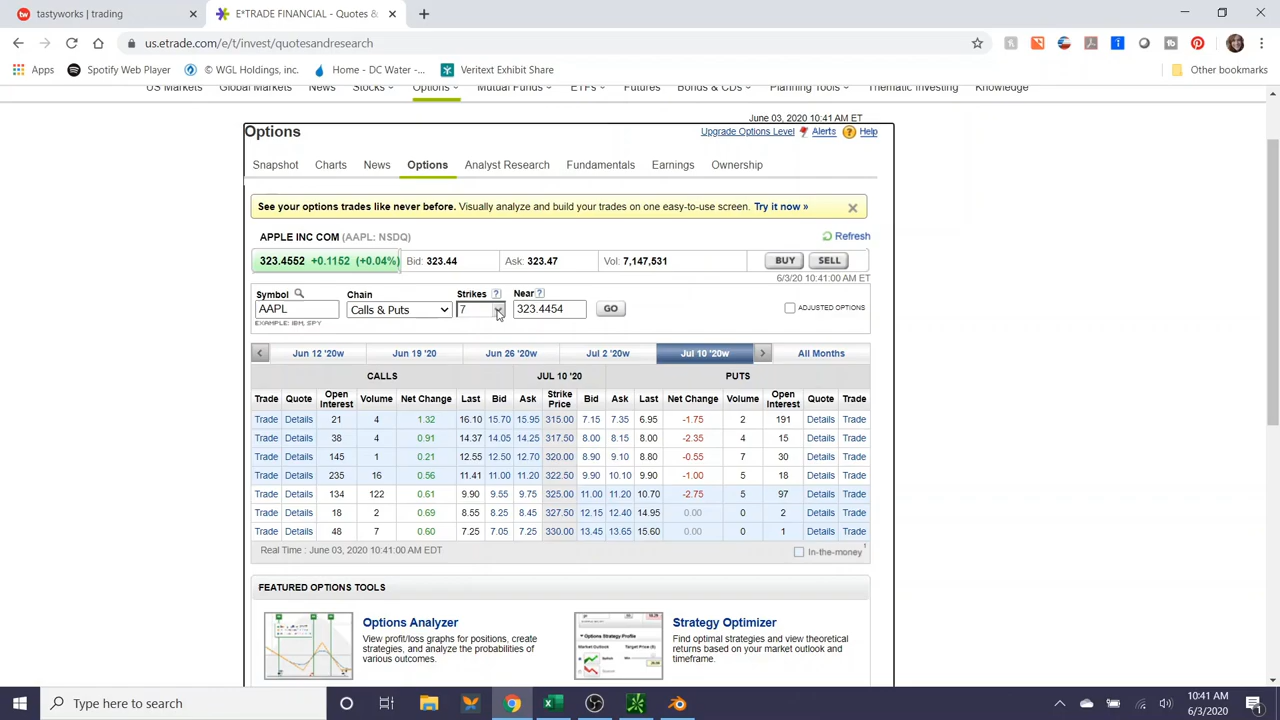 tastyworks | trading
E*TRADE FINANCIAL - Quotes &
us.etrade.com/e/t/invest/quotesandresearch
Apps Spotify Web Player © WGL Holdings, inc. Home - DC Water -... Veritext Exhibit Share Other bookmarks
US Markets Global Markets News Stocks Options Mutual Funds ETFs Futures Bonds & CDs Planning Tools Thematic Investing Knowledge
June 03, 2020 10:41 AM ET
Options Upgrade Options Level Alerts ? Help
Snapshot Charts News Options Analyst Research Fundamentals Earnings Ownership
See your options trades like never before. Visually analyze and build your trades on one easy-to-use screen. Try it now »
APPLE INC COM (AAPL: NSDQ) Refresh
323.4552 +0.1152 (+0.04%) Bid: 323.44 Ask: 323.47 Vol: 7,147,531 BUY SELL
6/3/20 10:41:00 AM ET
Symbol Chain Strikes ? Near ?
AAPL Calls & Puts 7 323.4454 GO ADJUSTED OPTIONS
EXAMPLE: IBM, SPY
Jun 12 '20w Jun 19 '20 Jun 26 '20w Jul 2 '20w Jul 10 '20w All Months
CALLS JUL 10 '20 PUTS
Trade Quote Open Interest Volume Net Change Last Bid Ask Strike Price Bid Ask Last Net Change Volume Open Interest Quote Trade
Trade Details 21 4 1.32 16.10 15.70 15.95 315.00 7.15 7.35 6.95 -1.75 2 191 Details Trade
Trade Details 38 4 0.91 14.37 14.05 14.25 317.50 8.00 8.15 8.00 -2.35 4 15 Details Trade
Trade Details 145 1 0.21 12.55 12.50 12.70 320.00 8.90 9.10 8.80 -0.55 7 30 Details Trade
Trade Details 235 16 0.56 11.41 11.00 11.20 322.50 9.90 10.10 9.90 -1.00 5 18 Details Trade
Trade Details 134 122 0.61 9.90 9.55 9.75 325.00 11.00 11.20 10.70 -2.75 5 97 Details Trade
Trade Details 18 2 0.69 8.55 8.25 8.45 327.50 12.15 12.40 14.95 0.00 0 2 Details Trade
Trade Details 48 7 0.60 7.25 7.05 7.25 330.00 13.45 13.65 15.60 0.00 0 1 Details Trade
Real Time : June 03, 2020 10:41:00 AM EDT In-the-money
FEATURED OPTIONS TOOLS
Options Analyzer
View profit/loss graphs for positions, create
strategies, and analyze the probabilities of
various outcomes.
Strategy Optimizer
Find optimal strategies and view theoretical
returns based on your market outlook and
timeframe.
Type here to search
10:41 AM
6/3/2020